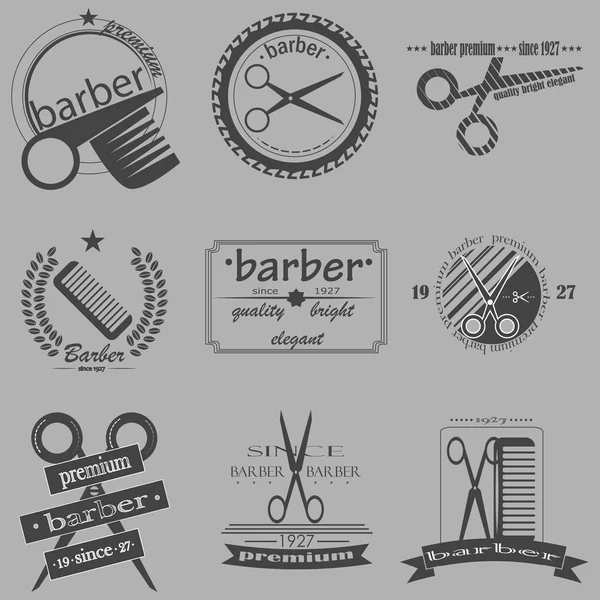 premium
barber
·barber·
★★★ barber premium ★★★★ since 1927 ★★★
quality bright elegant
Barber
since 1927
·barber·
since 1927
quality bright
elegant
barber premium barber premium barber premium
19 27
premium
·barber·
·19·since·27·
SINCE
BARBER BARBER
1927
premium
·····1927·····
barber